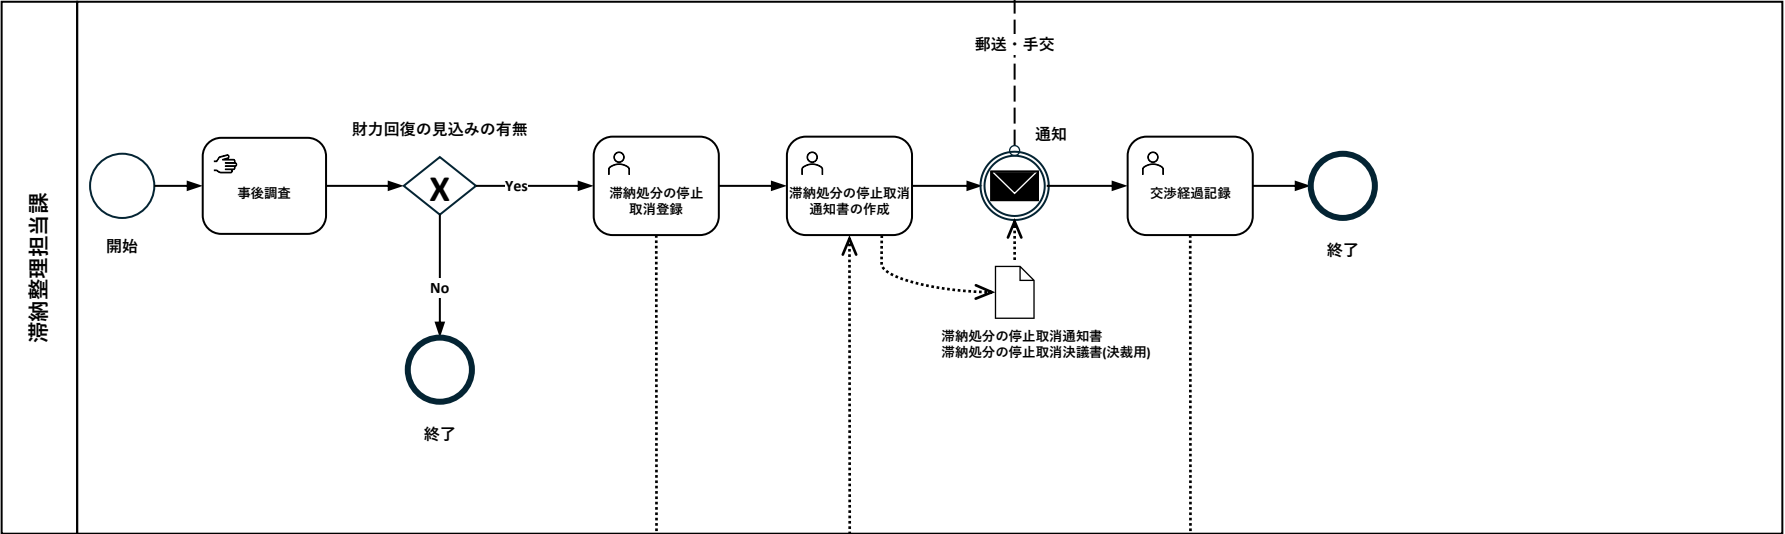 滞納整理担当課
郵送・手交
財力回復の見込みの有無
通知
開始
事後調査
X
Yes
滞納処分の停止
取消登録
滞納処分の停止取消
通知書の作成
交渉経過記録
終了
No
終了
滞納処分の停止取消通知書
滞納処分の停止取消決議書(決裁用)